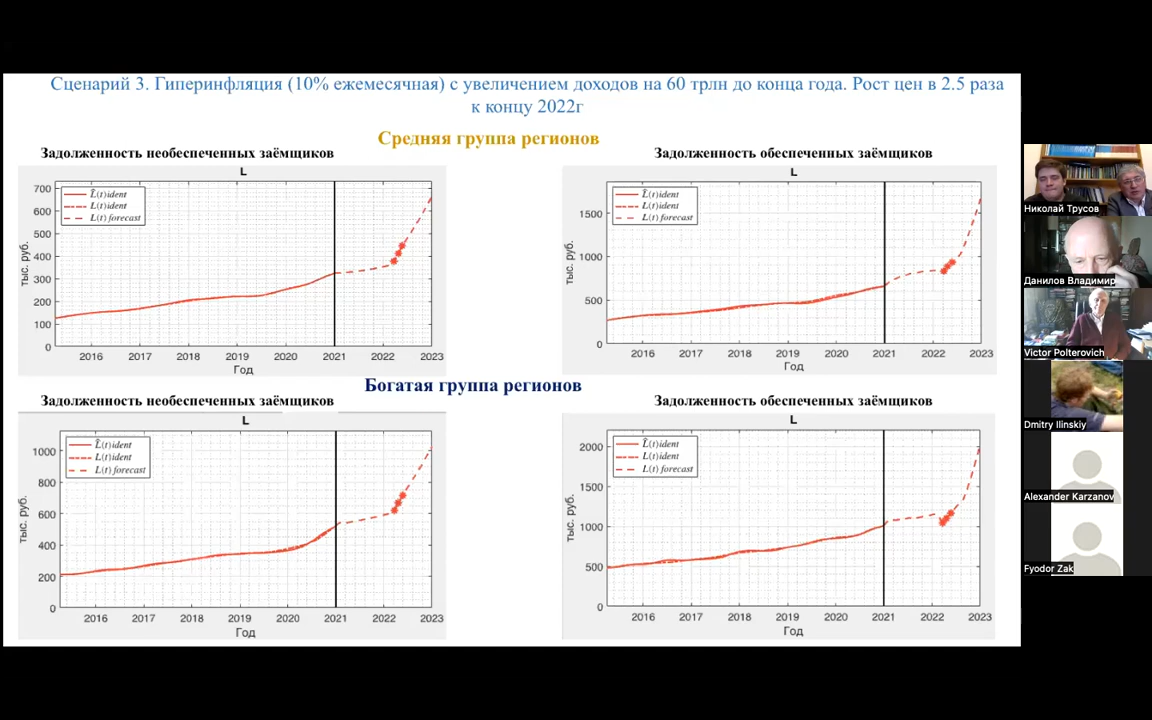 Сценарий 3. Гиперинфляция (10% ежемесячная) с увеличением доходов на 60 трлн до конца года. Рост цен в 2.5 раза
к концу 2022г
Средняя группа регионов
Задолженность необеспеченных заёмщиков
L
L̂(t)ident
L(t)ident
L(t) forecast
700
600
500
400
300
200
100
0
тыс. руб.
2016 2017 2018 2019 2020 2021 2022 2023
Год
Задолженность обеспеченных заёмщиков
L
L̂(t)ident
L(t)ident
L(t) forecast
1500
1000
500
0
тыс. руб.
2016 2017 2018 2019 2020 2021 2022 2023
Год
Богатая группа регионов
Задолженность необеспеченных заёмщиков
L
L̂(t)ident
L(t)ident
L(t) forecast
1000
800
600
400
200
0
тыс. руб.
2016 2017 2018 2019 2020 2021 2022 2023
Год
Задолженность обеспеченных заёмщиков
L
L̂(t)ident
L(t)ident
L(t) forecast
2000
1500
1000
500
0
тыс. руб.
2016 2017 2018 2019 2020 2021 2022 2023
Год
Николай Трусов
Данилов Владимир
Victor Polterovich
Dmitry Ilinskiy
Alexander Karzanov
Fyodor Zak